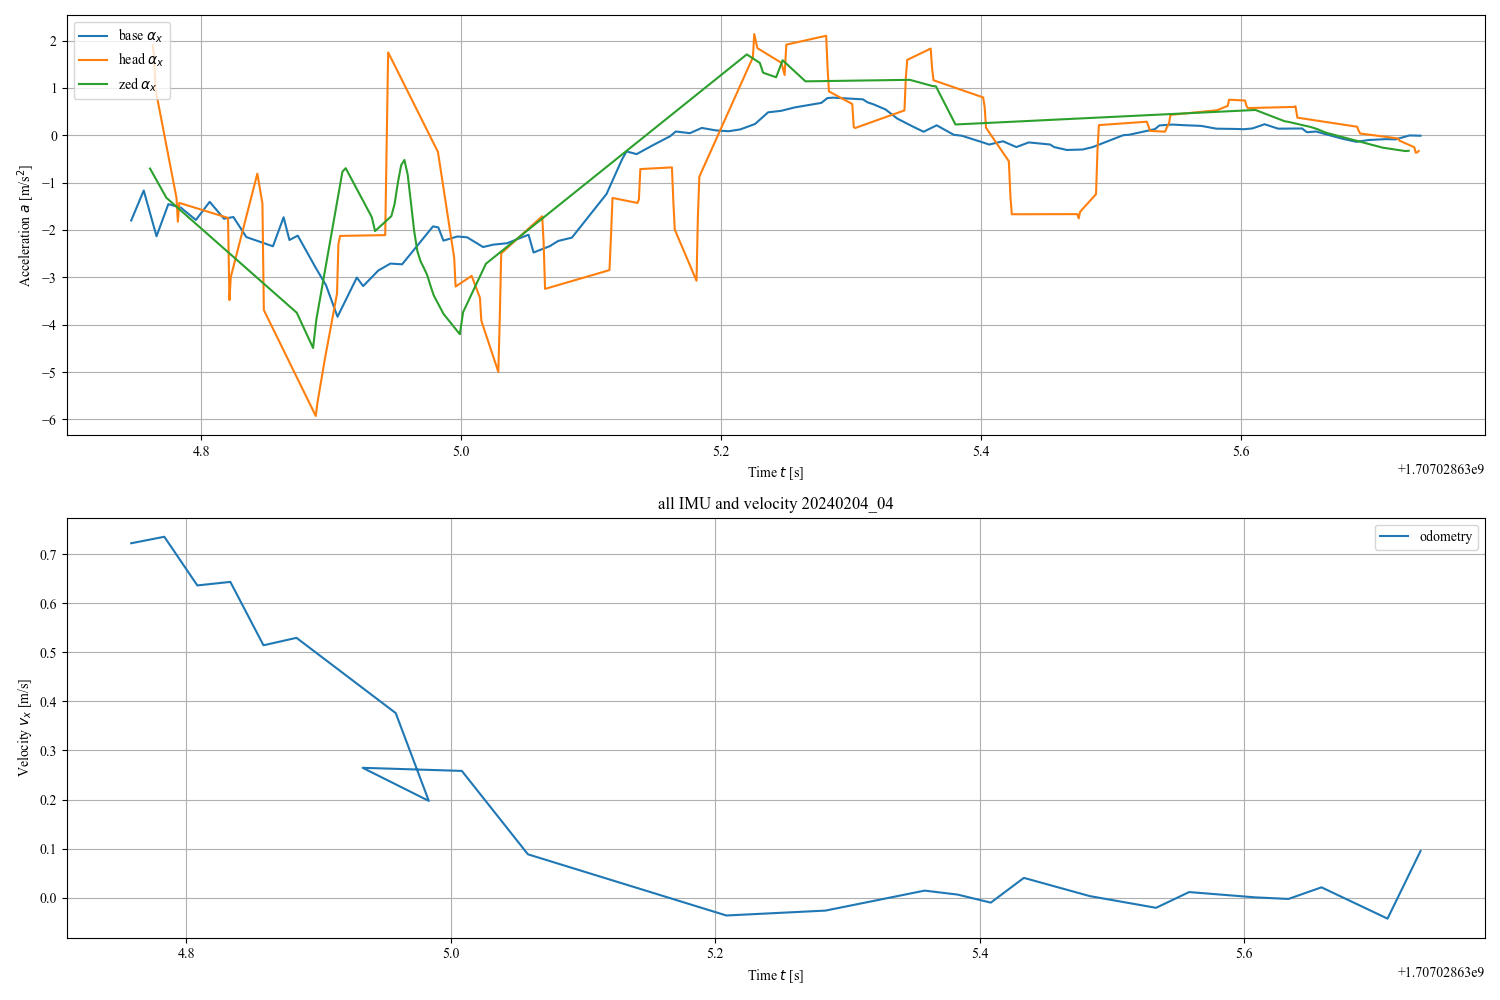 2
1
0
−1
−2
−3
−4
−5
−6
Acceleration a [m/s²]
base αₓ
head αₓ
zed αₓ
4.8 5.0 5.2 5.4 5.6
Time t [s]
+1.70702863e9
all IMU and velocity 20240204_04
0.7
0.6
0.5
0.4
0.3
0.2
0.1
0.0
Velocity vₓ [m/s]
odometry
4.8 5.0 5.2 5.4 5.6
Time t [s]
+1.70702863e9